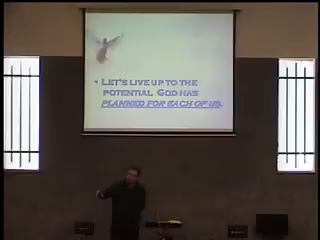 • LET'S LIVE UP TO THE
POTENTIAL GOD HAS
PLANNED FOR EACH OF US.